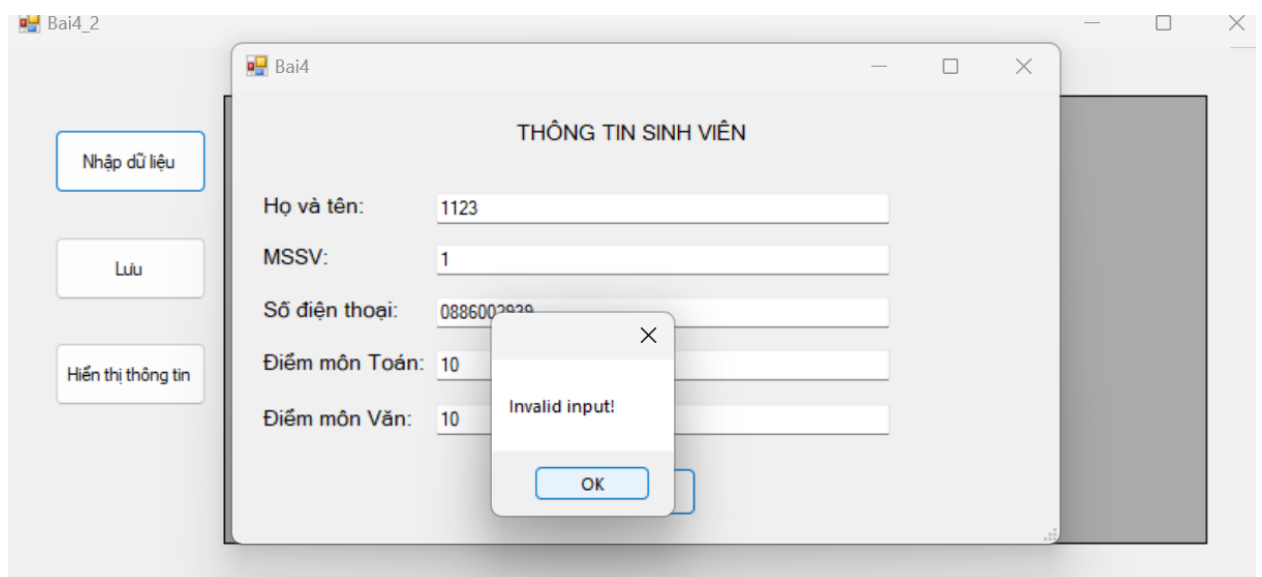 Bai4_2
Bai4
THÔNG TIN SINH VIÊN
Nhập dữ liệu
Lưu
Hiển thị thông tin
Họ và tên: 1123
MSSV: 1
Số điện thoại:
Điểm môn Toán: 10
Điểm môn Văn: 10
Invalid input!
OK